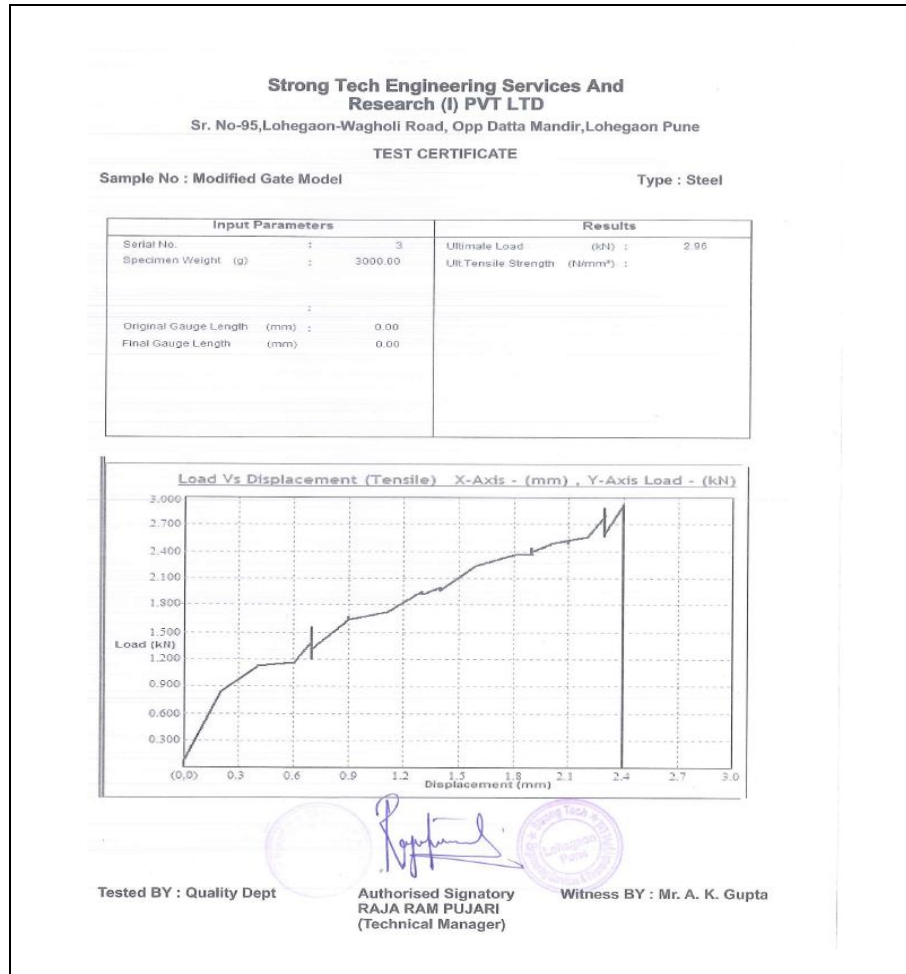 Strong Tech Engineering Services And
Research (I) PVT LTD
Sr. No-95,Lohegaon-Wagholi Road, Opp Datta Mandir,Lohegaon Pune
TEST CERTIFICATE
Sample No : Modified Gate Model Type : Steel
Input Parameters Results
Serial No. : 3 Ultimale Load (kN) : 2.96
Specimen Weight (g) : 3000.00 Ult.Tensile Strength (N/mm²) :
:
Original Gauge Length (mm) : 0.00
Final Gauge Length (mm) 0.00
Load Vs Displacement (Tensile) X-Axis - (mm) , Y-Axis Load - (kN)
3.000
2.700
2.400
2.100
1.800
1.500
Load (kN)
1.200
0.900
0.600
0.300
(0,0) 0.3 0.6 0.9 1.2 1.5 1.8 2.1 2.4 2.7 3.0
Displacement (mm)
Strong Tech
Lohegaon
Pune
Tested BY : Quality Dept Authorised Signatory Witness BY : Mr. A. K. Gupta
RAJA RAM PUJARI
(Technical Manager)